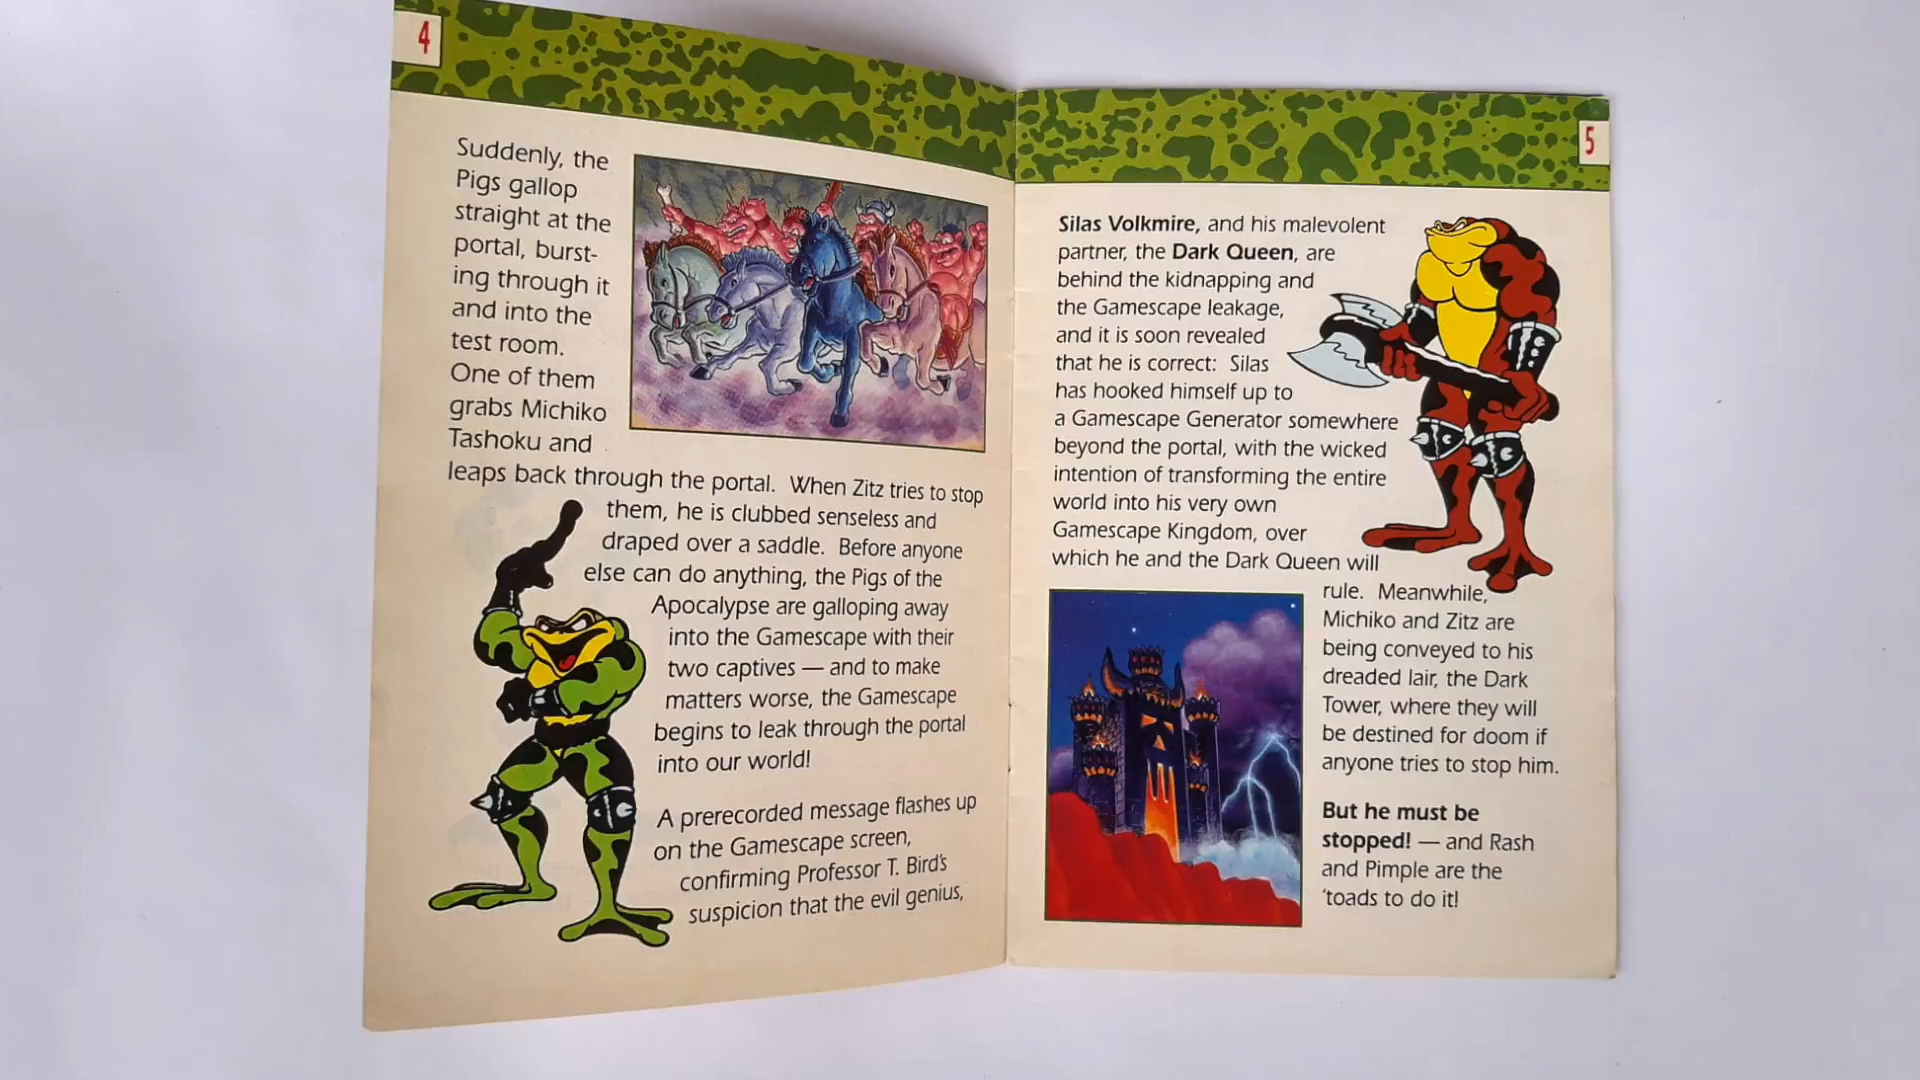 4
Suddenly, the
Pigs gallop
straight at the
portal, burst-
ing through it
and into the
test room.
One of them
grabs Michiko
Tashoku and
leaps back through the portal. When Zitz tries to stop
them, he is clubbed senseless and
draped over a saddle. Before anyone
else can do anything, the Pigs of the
Apocalypse are galloping away
into the Gamescape with their
two captives — and to make
matters worse, the Gamescape
begins to leak through the portal
into our world!
A prerecorded message flashes up
on the Gamescape screen,
confirming Professor T. Bird's
suspicion that the evil genius,
5
Silas Volkmire, and his malevolent
partner, the Dark Queen, are
behind the kidnapping and
the Gamescape leakage,
and it is soon revealed
that he is correct: Silas
has hooked himself up to
a Gamescape Generator somewhere
beyond the portal, with the wicked
intention of transforming the entire
world into his very own
Gamescape Kingdom, over
which he and the Dark Queen will
rule. Meanwhile,
Michiko and Zitz are
being conveyed to his
dreaded lair, the Dark
Tower, where they will
be destined for doom if
anyone tries to stop him.
But he must be
stopped! — and Rash
and Pimple are the
'toads to do it!